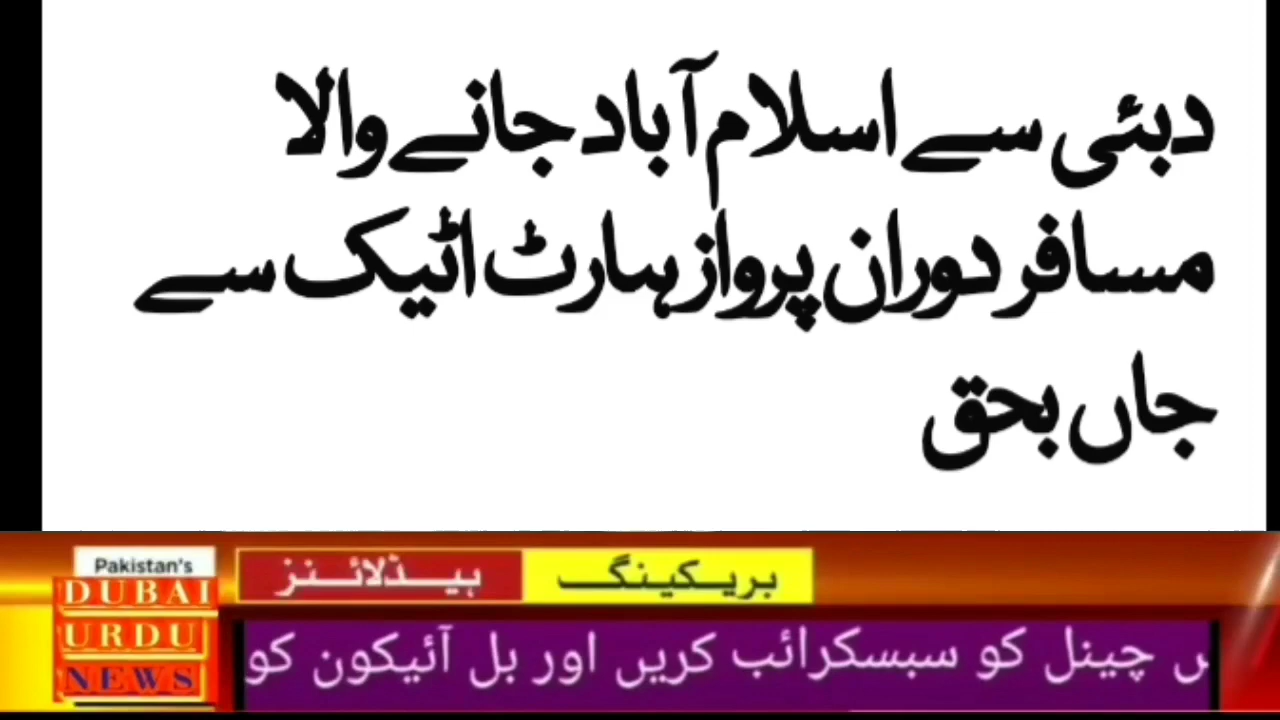 دبئی سے اسلام آباد جانے والا
مسافر دوران پرواز ہارٹ اٹیک سے
جاں بحق
Pakistan's
DUBAI
URDU
NEWS
بریکینگ ہیڈلائنز
چینل کو سبسکرائب کریں اور بل آئیکون کو